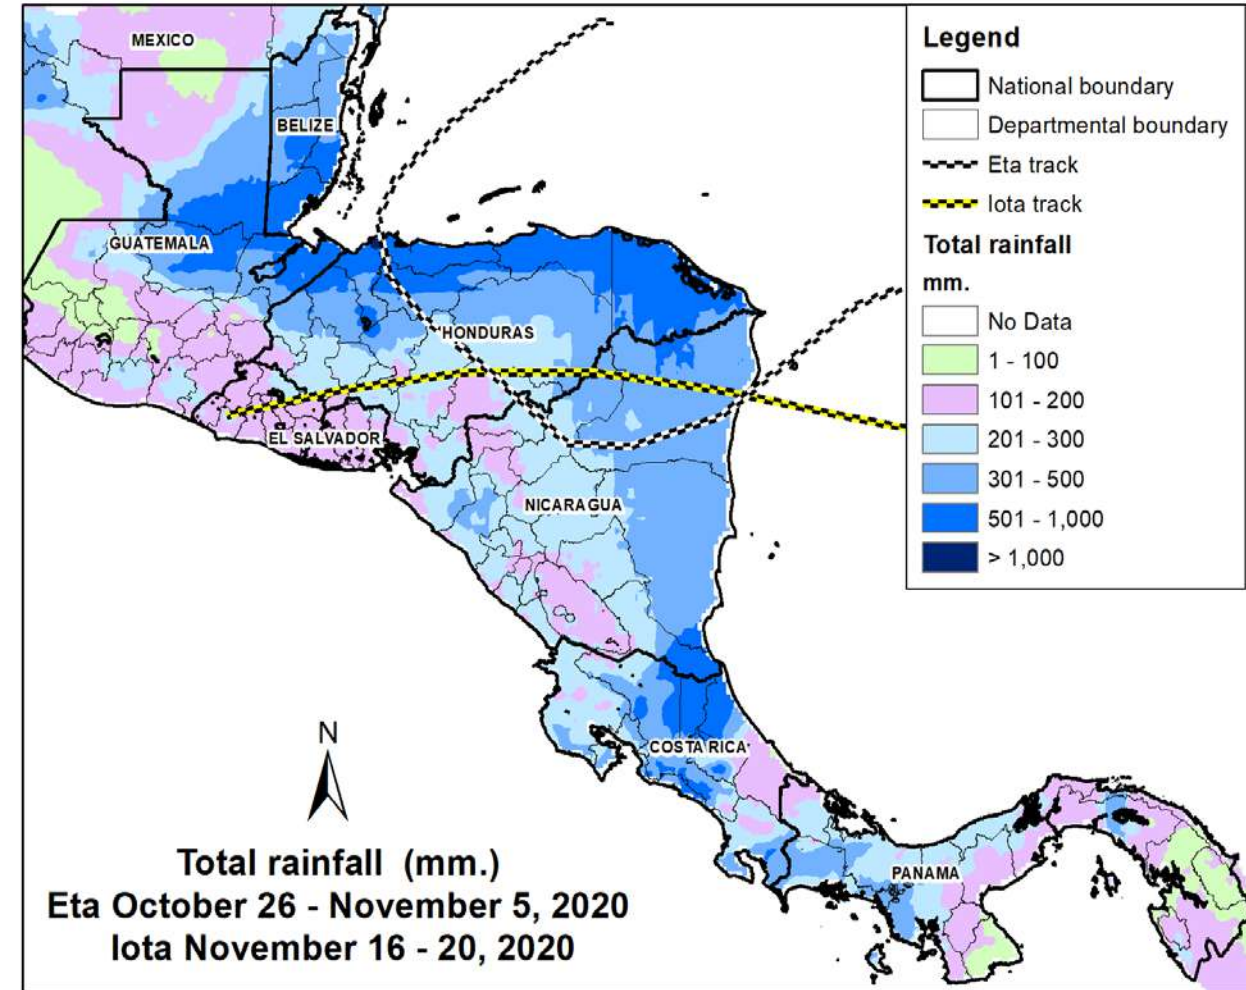 MEXICO
BELIZE
GUATEMALA
HONDURAS
EL SALVADOR
NICARAGUA
COSTA RICA
PANAMA
N
Total rainfall (mm.)
Eta October 26 - November 5, 2020
Iota November 16 - 20, 2020
Legend
National boundary
Departmental boundary
Eta track
Iota track
Total rainfall
mm.
No Data
1 - 100
101 - 200
201 - 300
301 - 500
501 - 1,000
> 1,000